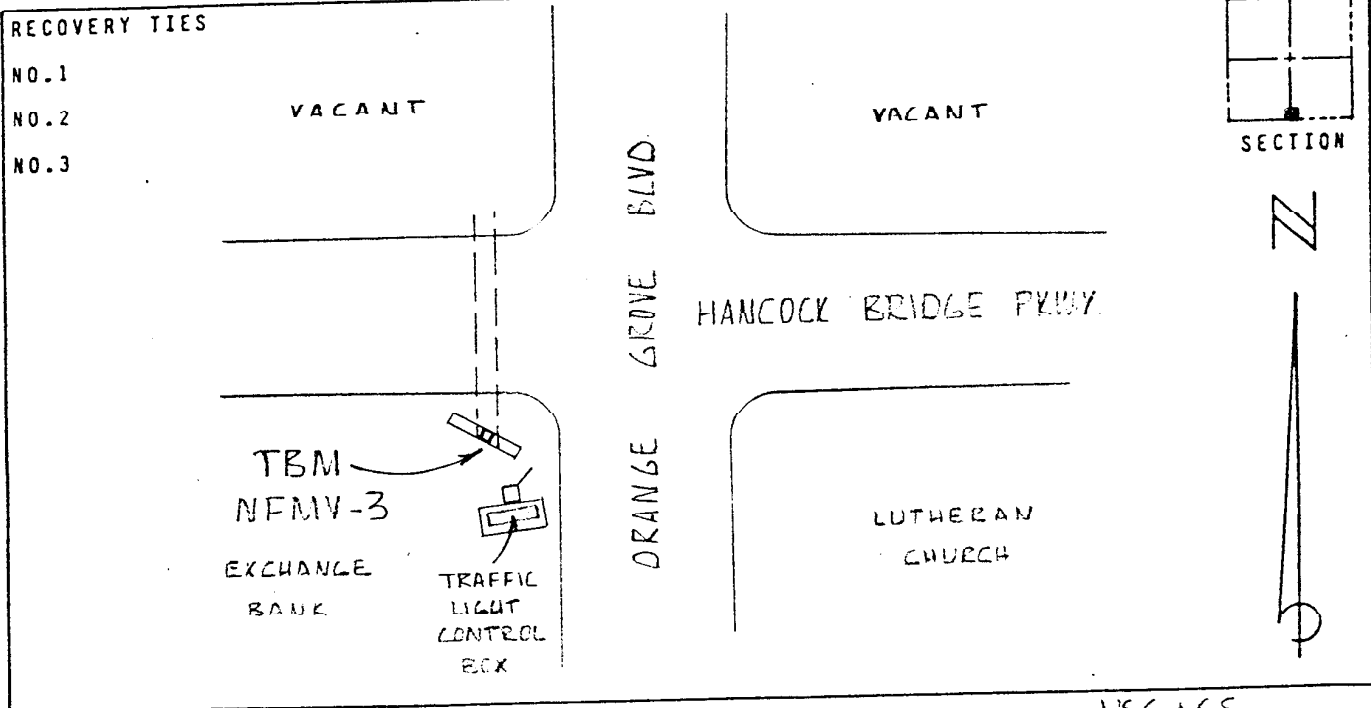 RECOVERY TIES
NO.1
NO.2
NO.3
VACANT
VACANT
SECTION
N
ORANGE GROVE BLVD.
HANCOCK BRIDGE PKWY.
TBM
NFMV-3
EXCHANGE
BANK
TRAFFIC
LIGHT
CONTROL
BOX
LUTHERAN
CHURCH